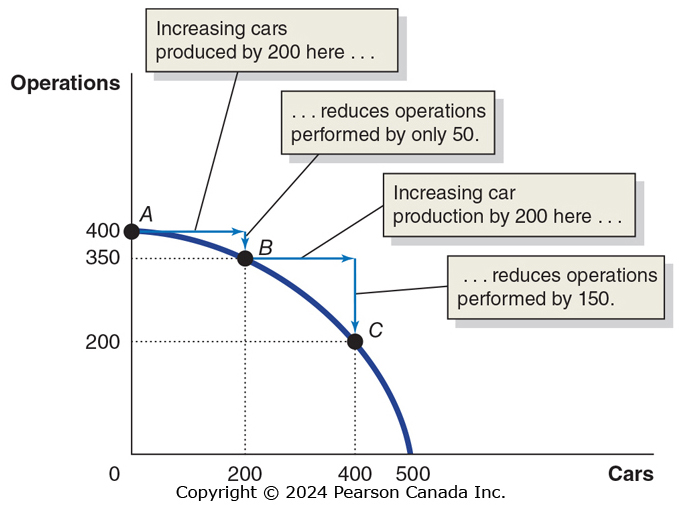 Increasing cars
produced by 200 here . . .
Operations
. . . reduces operations
performed by only 50.
Increasing car
production by 200 here . . .
. . . reduces operations
performed by 150.
A
400
B
350
C
200
0
200
400
500
Cars
Copyright © 2024 Pearson Canada Inc.